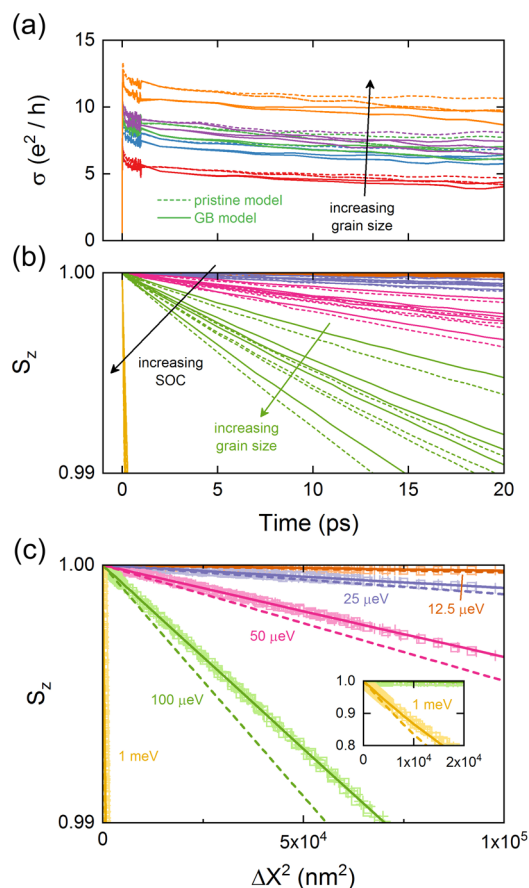 (a)
15
10
5
0
σ (e² / h)
pristine model
GB model
increasing
grain size
(b)
1.00
0.99
S_z
increasing
SOC
increasing
grain size
0 5 10 15 20
Time (ps)
(c)
1.00
0.99
S_z
25 μeV
12.5 μeV
50 μeV
100 μeV
1 meV
1.0
0.9
0.8
1 meV
0 1x10⁴ 2x10⁴
0 5x10⁴ 1x10⁵
ΔX² (nm²)